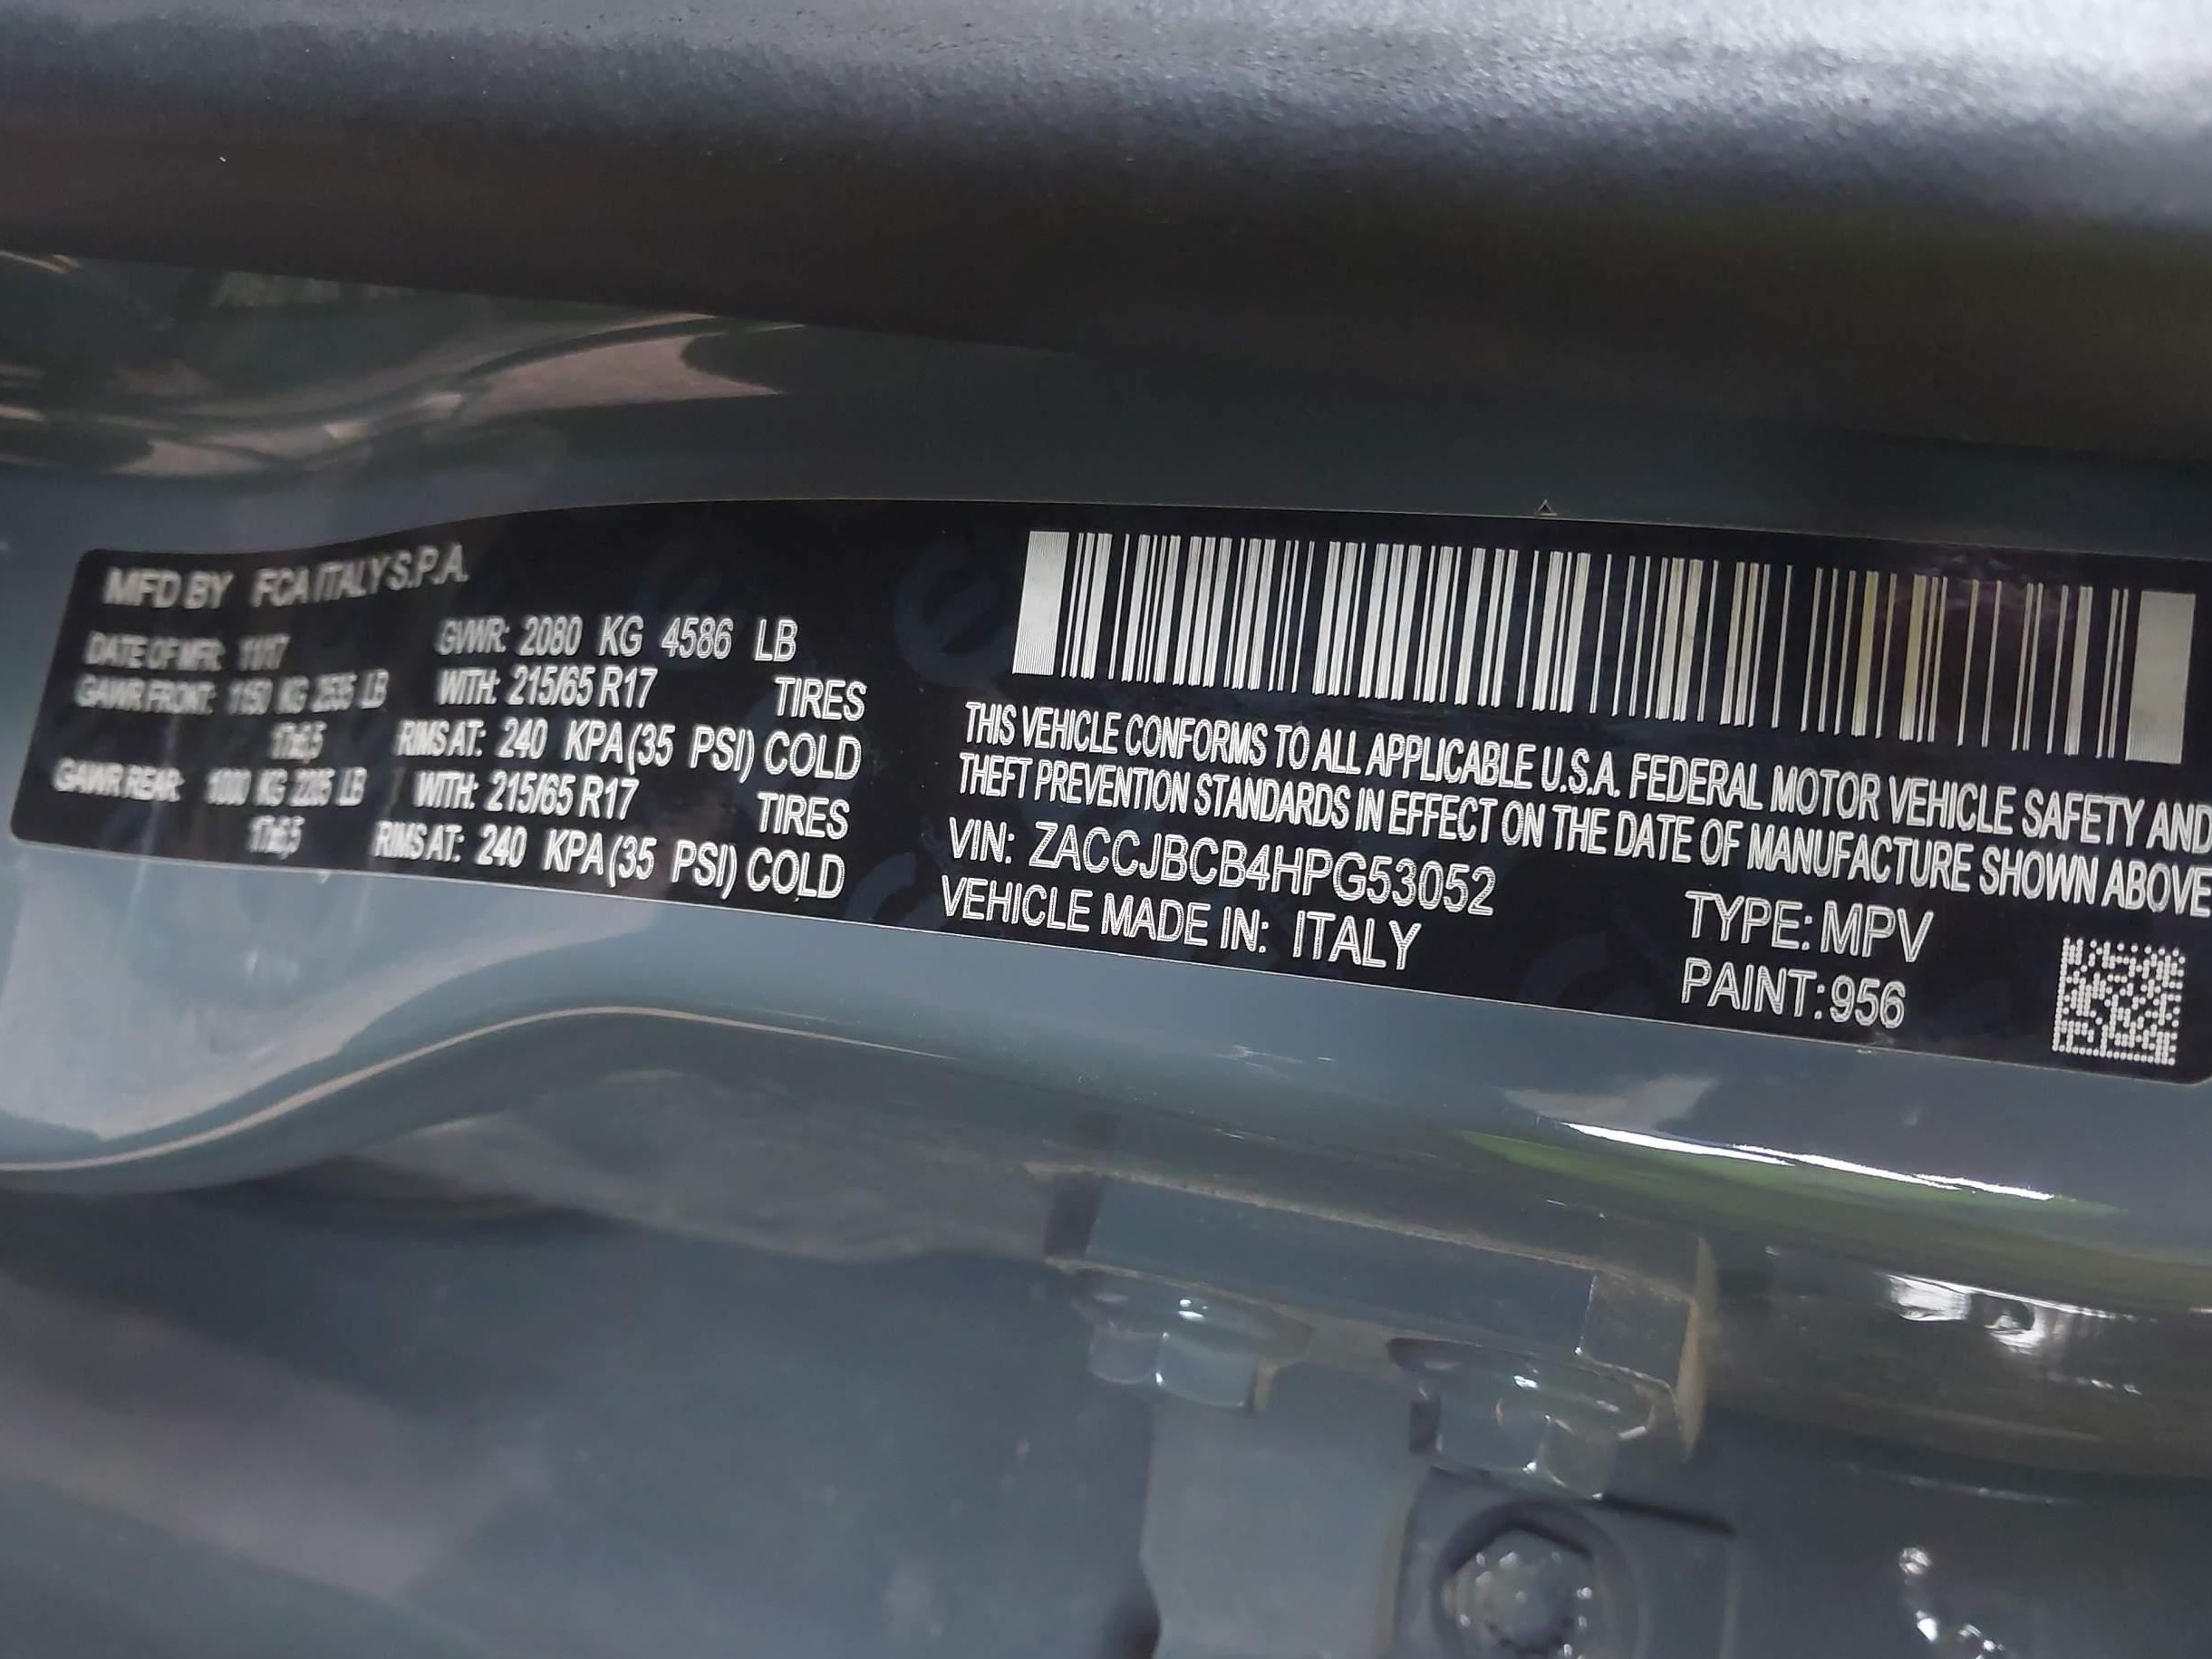 MFD BY FCA ITALY S.P.A.
DATE OF MFR: 11/17 GVWR: 2080 KG 4586 LB
GAWR FRONT: 1150 KG 2535 LB WITH: 215/65 R17 TIRES
17x6,5 RIMS AT: 240 KPA(35 PSI) COLD
GAWR REAR: 1000 KG 2205 LB WITH: 215/65 R17 TIRES
17x6,5 RIMS AT: 240 KPA(35 PSI) COLD
THIS VEHICLE CONFORMS TO ALL APPLICABLE U.S.A. FEDERAL MOTOR VEHICLE SAFETY AND
THEFT PREVENTION STANDARDS IN EFFECT ON THE DATE OF MANUFACTURE SHOWN ABOVE
VIN: ZACCJBCB4HPG53052 TYPE: MPV
VEHICLE MADE IN: ITALY PAINT: 956